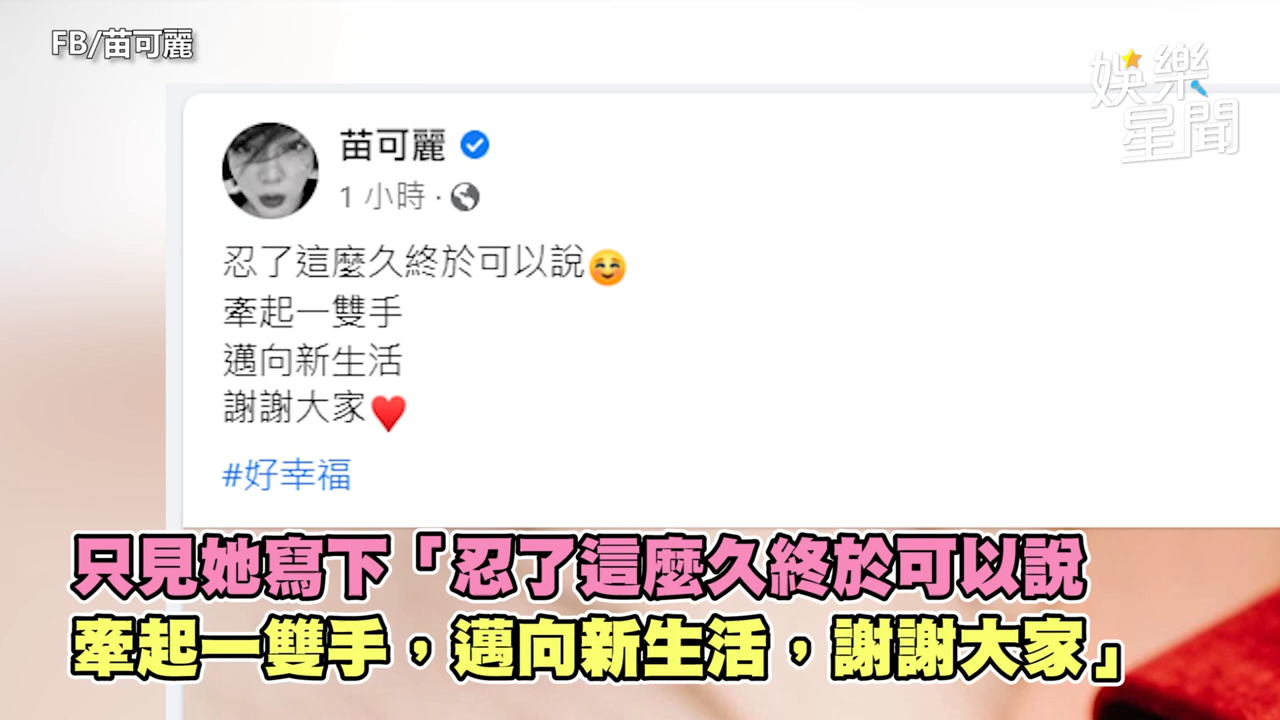 FB/苗可麗
娛樂
星聞
苗可麗
1 小時 ·
忍了這麼久終於可以說☺️
牽起一雙手
邁向新生活
謝謝大家♥️
#好幸福
只見她寫下「忍了這麼久終於可以說
牽起一雙手，邁向新生活，謝謝大家」